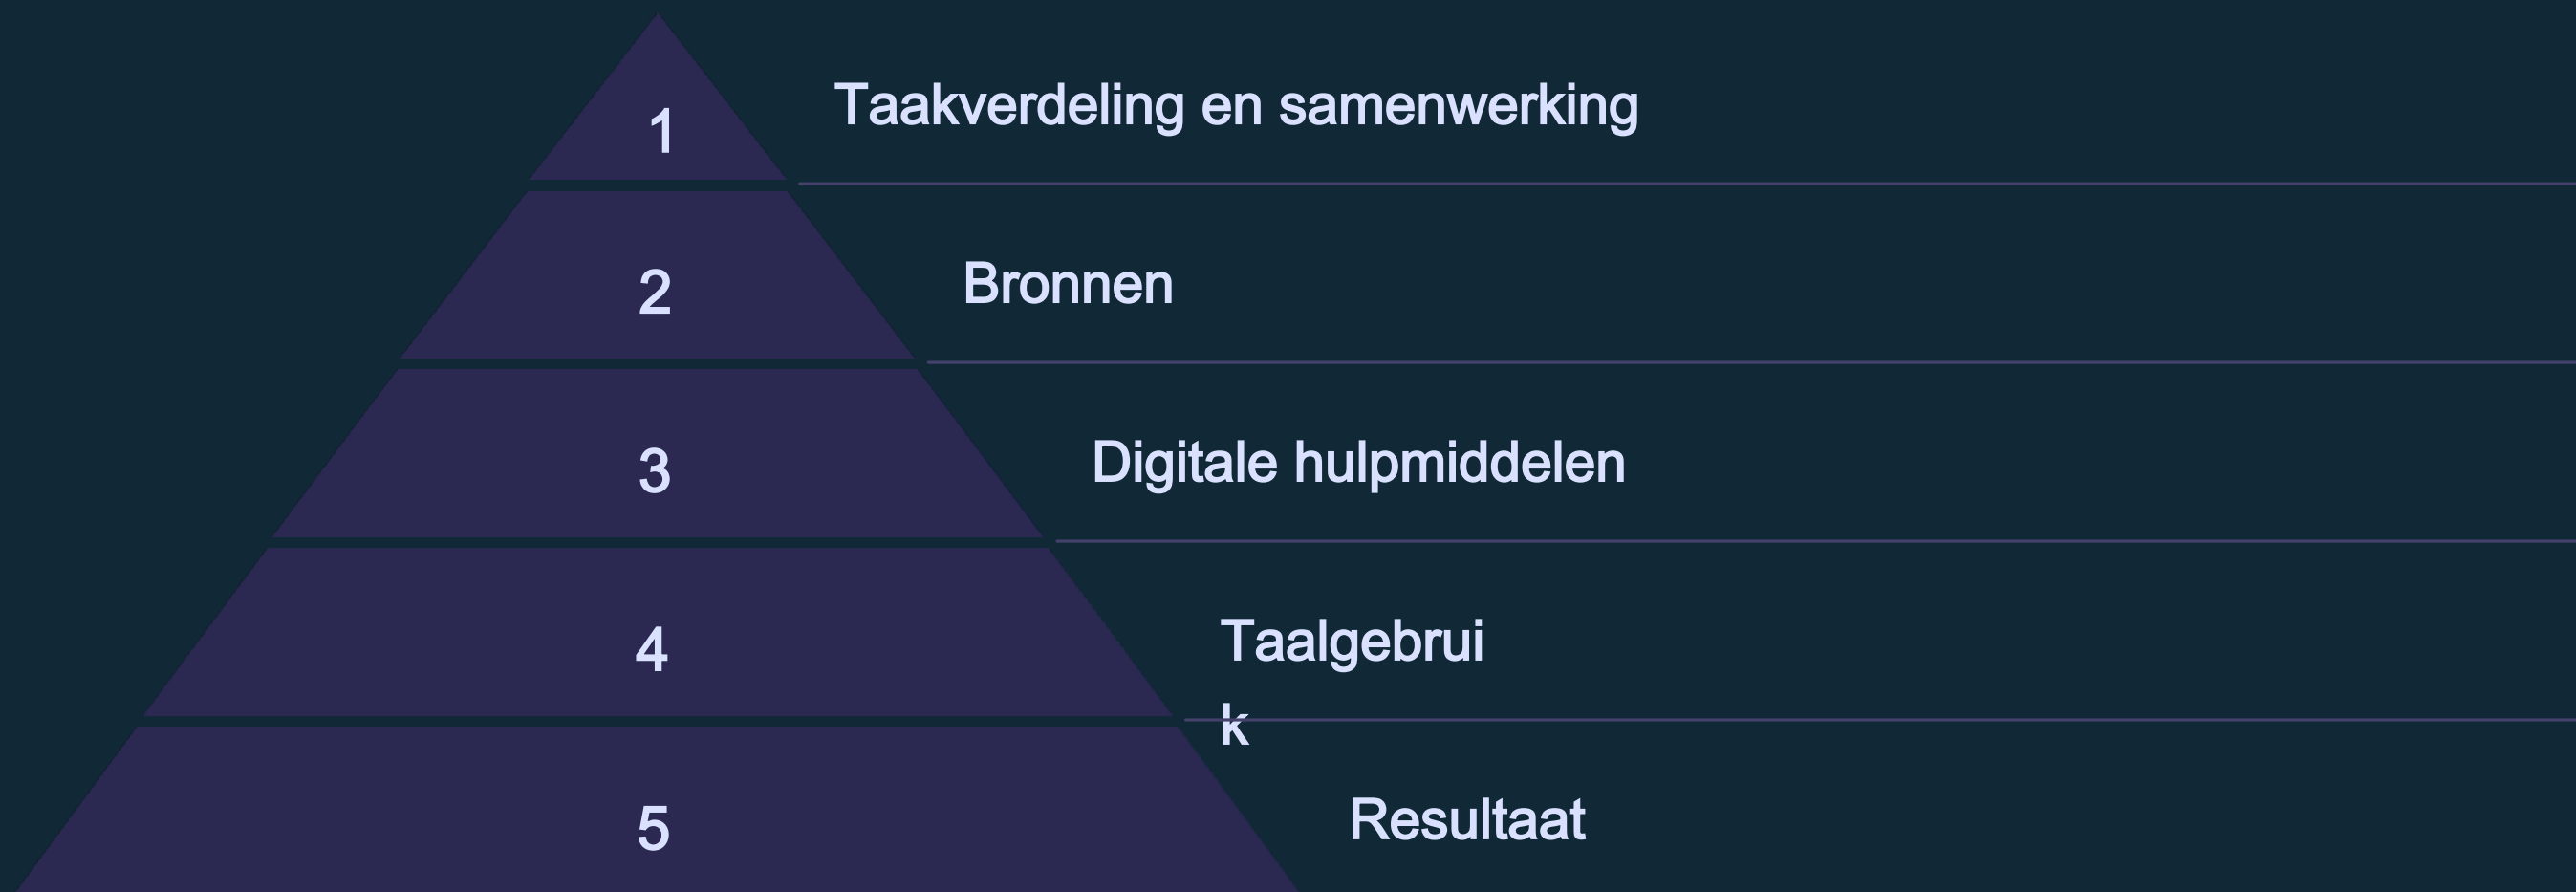 1
Taakverdeling en samenwerking
2
Bronnen
3
Digitale hulpmiddelen
4
Taalgebrui
k
5
Resultaat